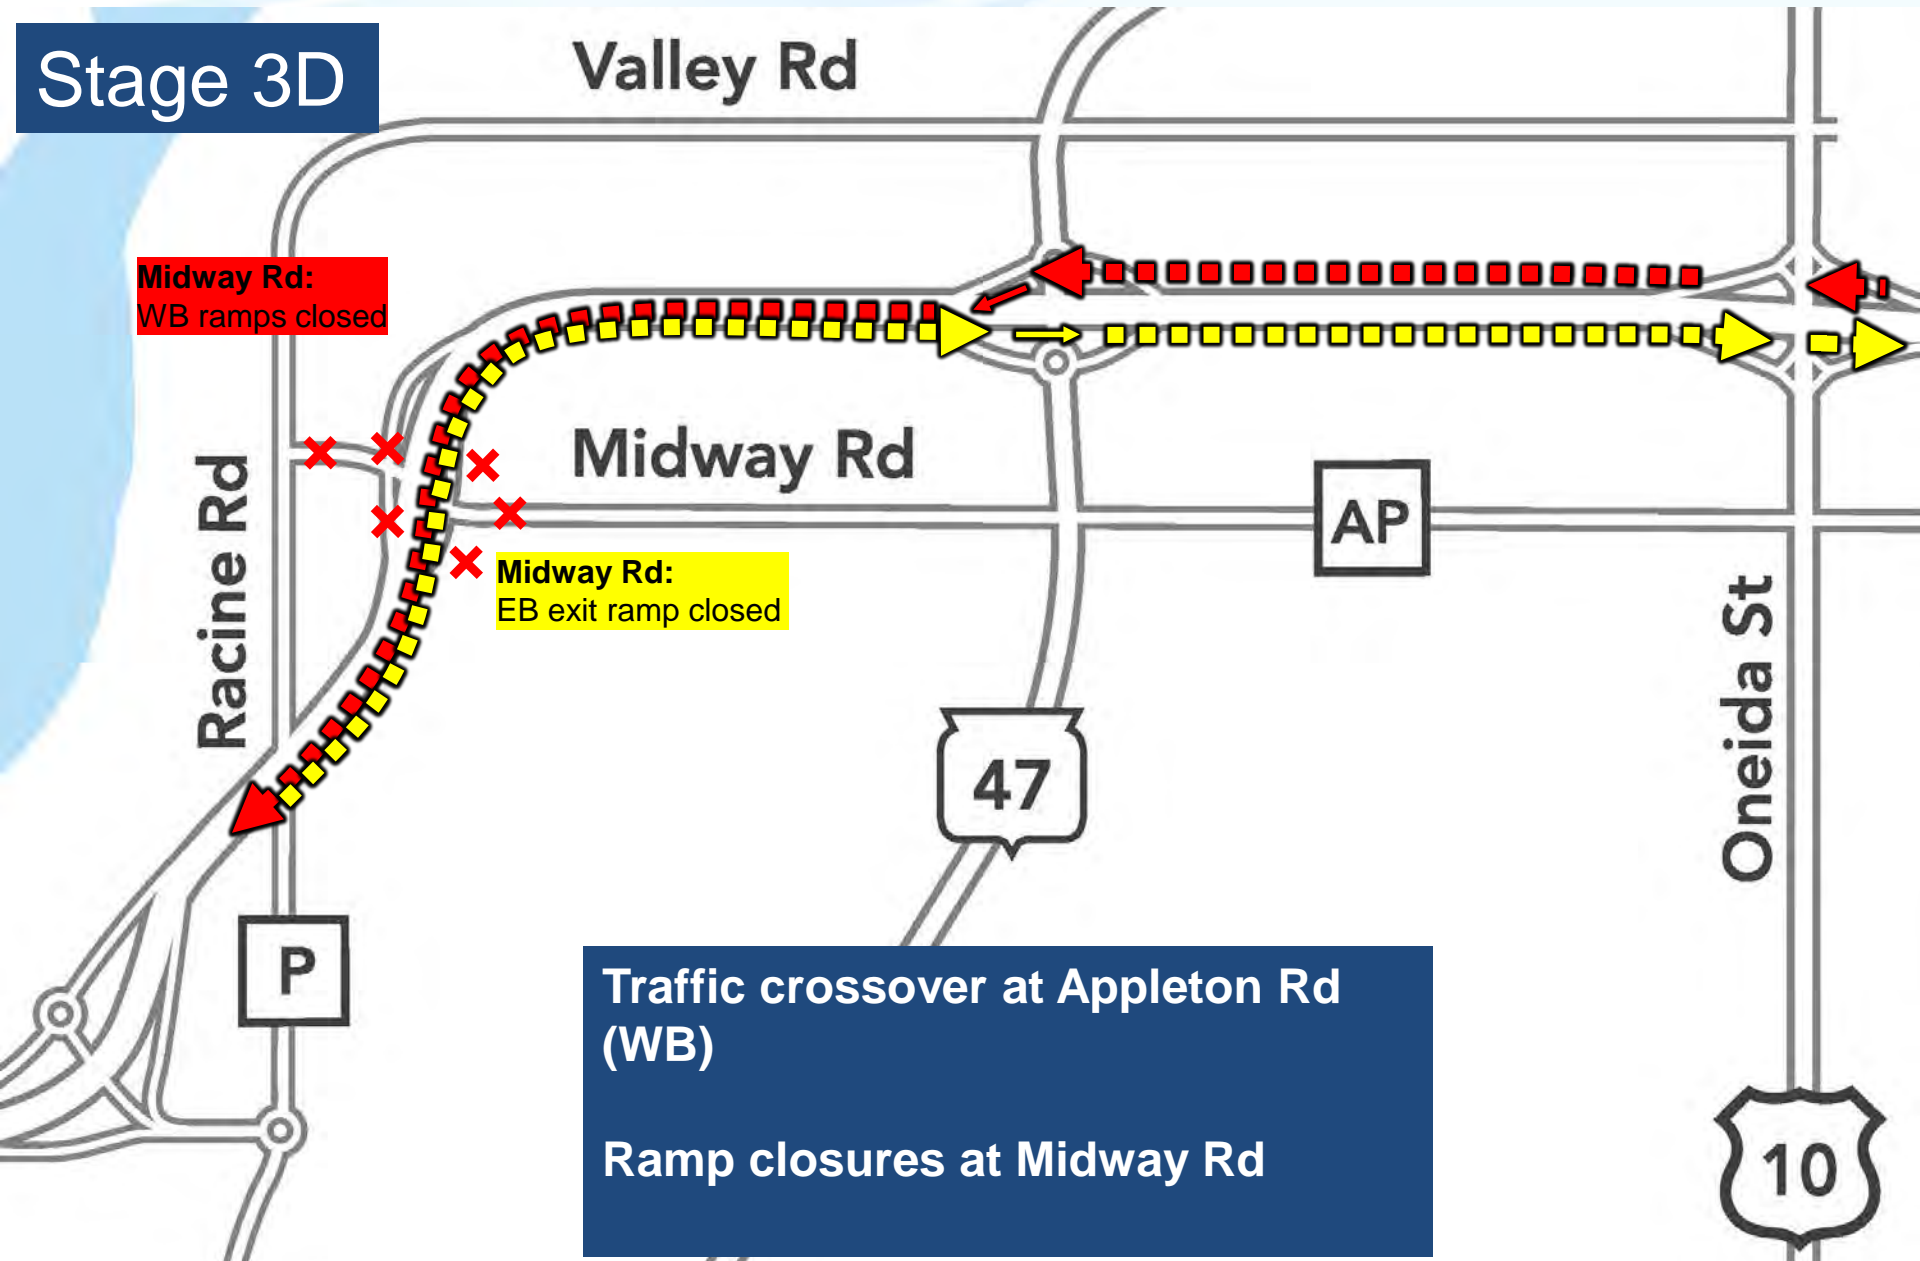 Stage 3D
Valley Rd
Midway Rd:
WB ramps closed
Midway Rd
AP
Racine Rd
Midway Rd:
EB exit ramp closed
Oneida St
47
P
Traffic crossover at Appleton Rd
(WB)
Ramp closures at Midway Rd
10